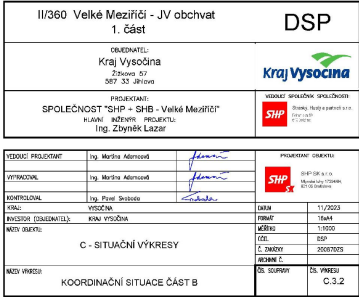 II/360 Velké Meziříčí - JV obchvat
1. část
DSP
OBJEDNATEL:
Kraj Vysočina
Žižkova 57
587 33 Jihlava
Kraj Vysočina
PROJEKTANT:
SPOLEČNOST "SHP + SHB - Velké Meziříčí"
HLAVNÍ INŽENÝR PROJEKTU:
Ing. Zbyněk Lazar
VEDOUCÍ SPOLEČNÍK SPOLEČNOSTI:
SHP
VEDOUCÍ PROJEKTANT
Ing. Martina Adamcová
VYPRACOVAL
Ing. Martina Adamcová
KONTROLOVAL
Ing. Pavel Svoboda
PROJEKTANT OBJEKTU:
SHP
SHP SK s.r.o.
KRAJ:
VYSOČINA
INVESTOR (OBJEDNATEL):
KRAJ VYSOČINA
NÁZEV OBJEKTU:
C - SITUAČNÍ VÝKRESY
DATUM
11/2023
FORMÁT
16xA4
MĚŘÍTKO
1:1000
ÚČEL
DSP
Č. ZAKÁZKY
20087DZS
ARCHIVNÍ Č.
NÁZEV VÝKRESU:
KOORDINAČNÍ SITUACE ČÁST B
ČÍS. SOUPRAVY
ČÍS. VÝKRESU
C.3.2